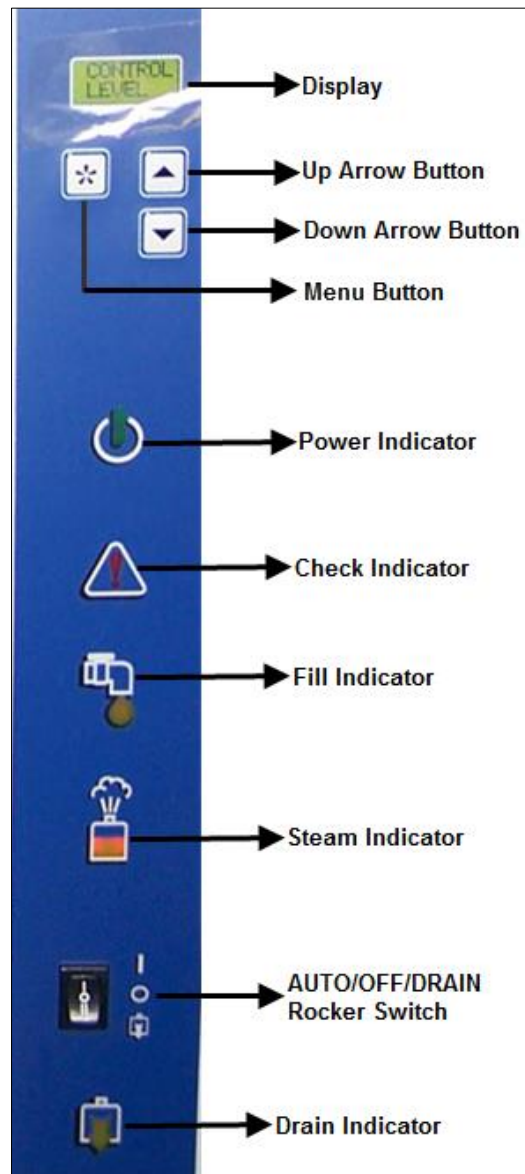 CONTROL
LEVEL
Display
Up Arrow Button
Down Arrow Button
Menu Button
Power Indicator
Check Indicator
Fill Indicator
Steam Indicator
AUTO/OFF/DRAIN
Rocker Switch
Drain Indicator